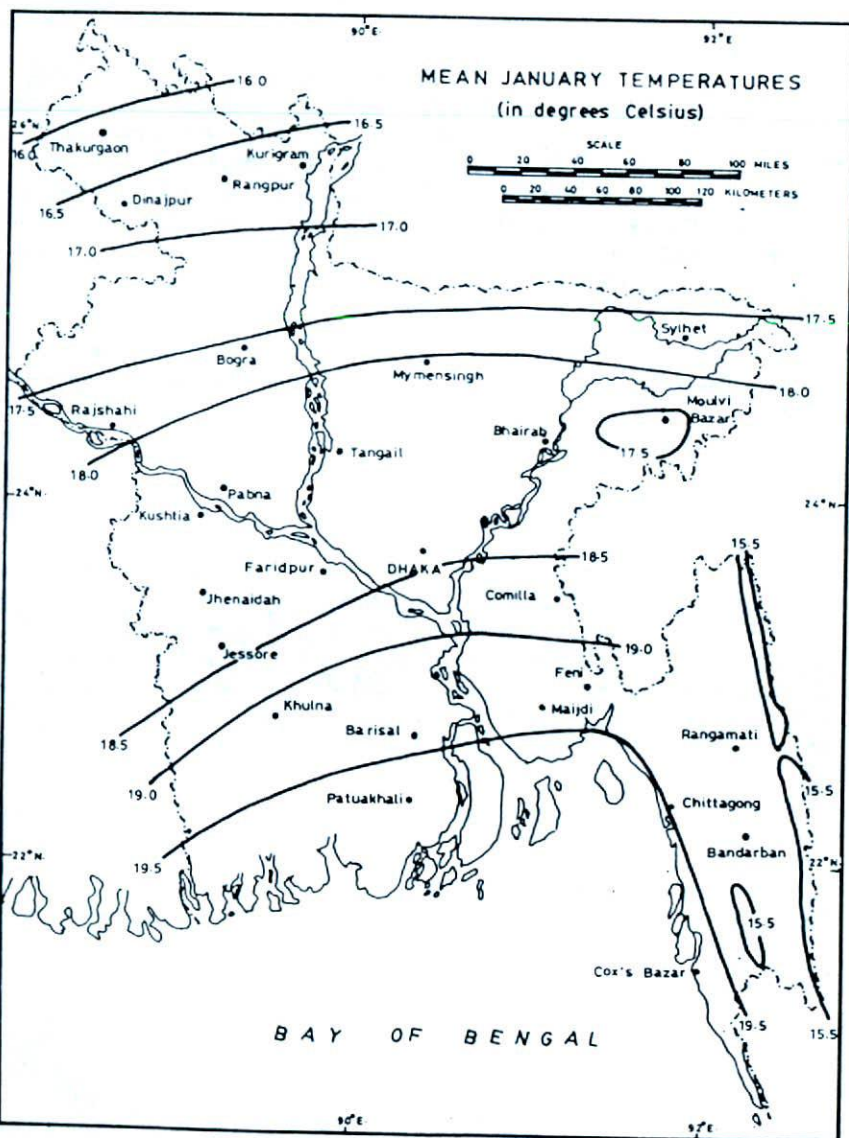 90°E.
92°E
MEAN JANUARY TEMPERATURES
(in degrees Celsius)
SCALE
0 20 40 60 80 100 MILES
0 20 40 60 80 100 120 KILOMETERS
16·0
26°N
Thakurgaon
16·0
16·5
Kurigram
Rangpur
16·5
Dinajpur
17·0
17·0
17·5
Sylhet
Bogra
Mymensingh
18·0
17·5
Rajshahi
Moulvi
Bazar
Bhairab
17·5
Tangail
18·0
24°N
Pabna
24°N
Kushtia
15·5
DHAKA
18·5
Faridpur
Jhenaidah
Comilla
Jessore
19·0
Feni
Khulna
Maijdi
Barisal
Rangamati
18·5
15·5
19·0
Patuakhali
Chittagong
Bandarban
22°N
22°N
19·5
15·5
Cox's Bazar
19·5
15·5
BAY OF BENGAL
90°E.
92°E